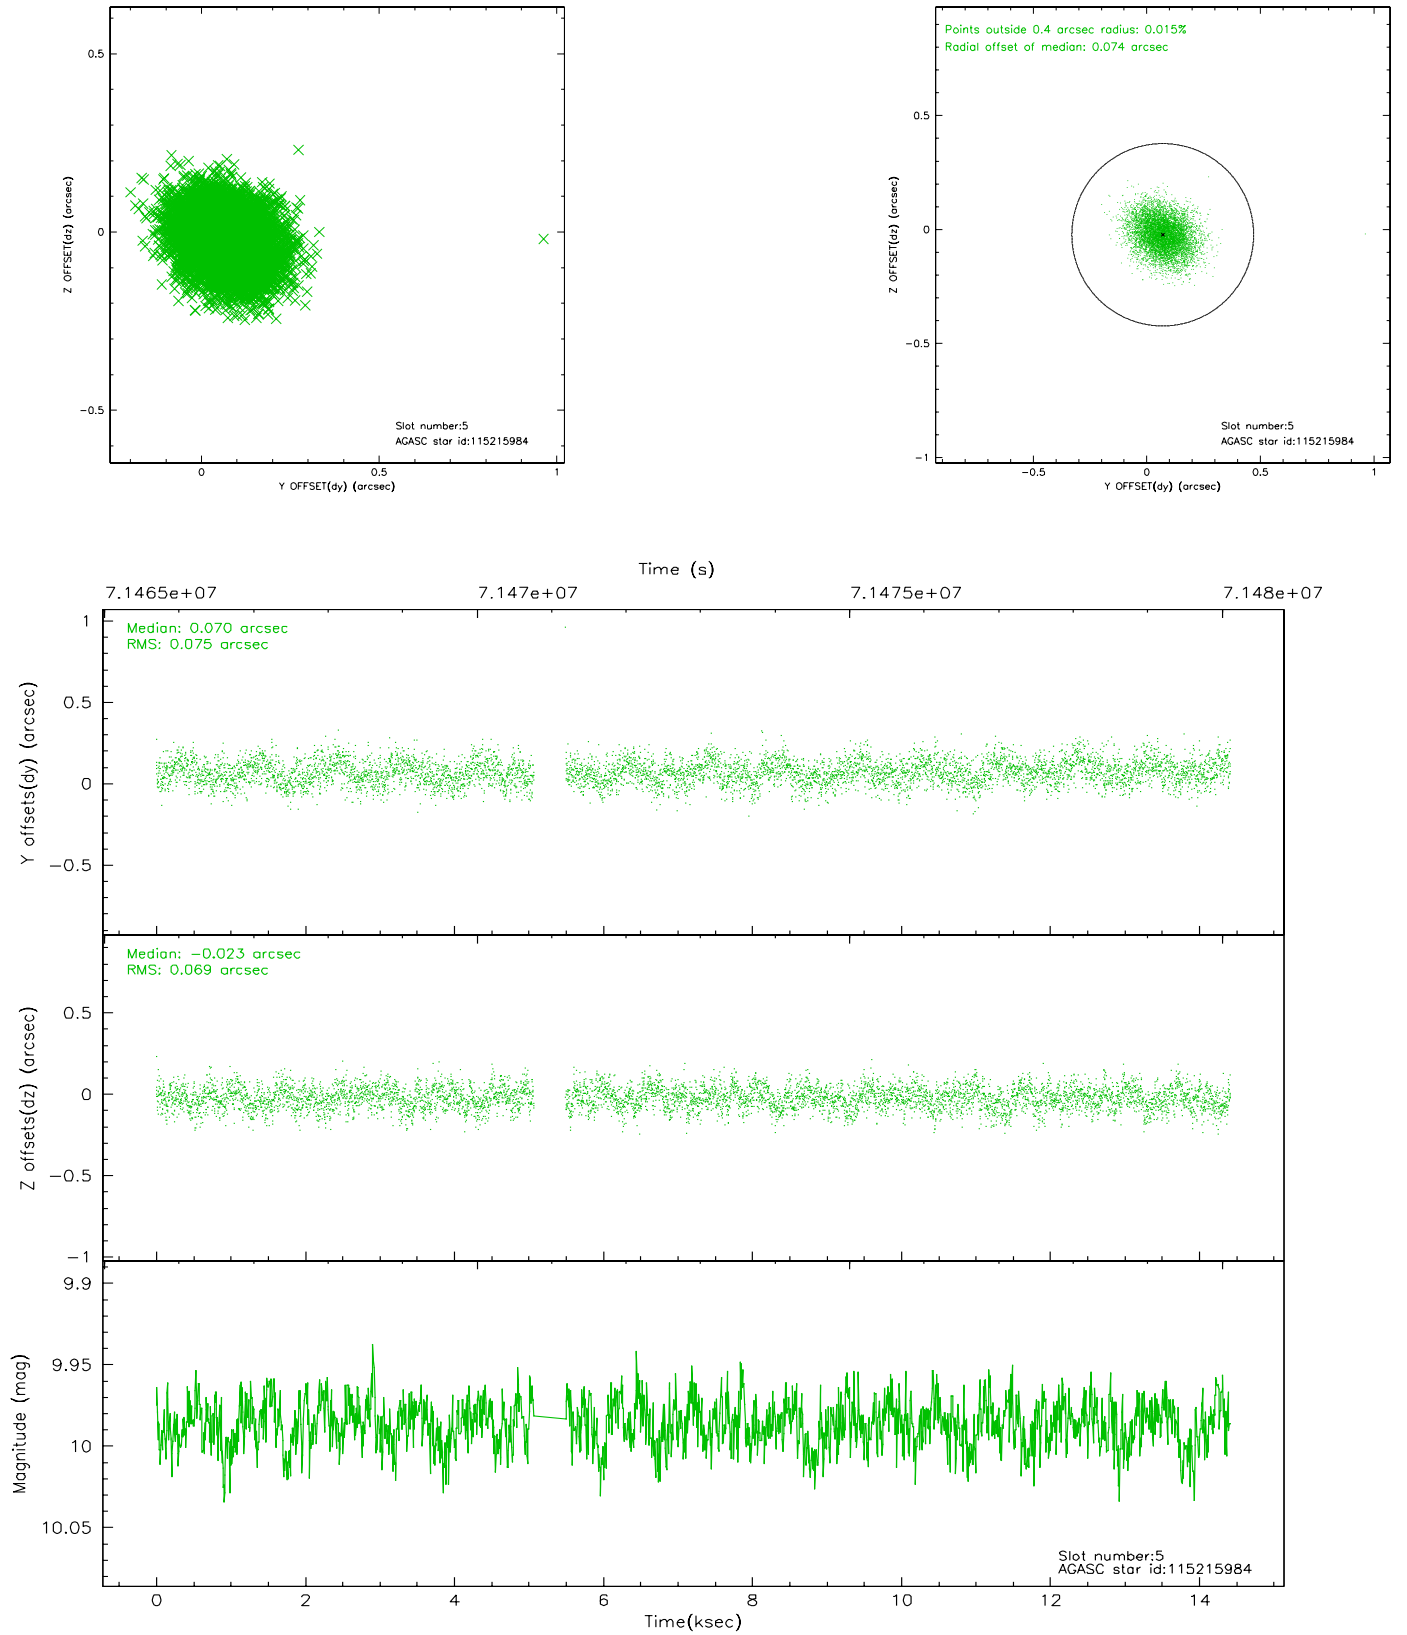 0.5
0
−0.5
Z OFFSET(dz) (arcsec)
Slot number:5
AGASC star id:115215984
0
0.5
1
Y OFFSET(dy) (arcsec)
Points outside 0.4 arcsec radius: 0.015%
Radial offset of median: 0.074 arcsec
0.5
0
−0.5
−1
Z OFFSET(dz) (arcsec)
Slot number:5
AGASC star id:115215984
−0.5
0
0.5
1
Y OFFSET(dy) (arcsec)
Time (s)
7.1465e+07
7.147e+07
7.1475e+07
7.148e+07
Median: 0.070 arcsec
RMS: 0.075 arcsec
1
0.5
0
−0.5
Y offsets(dy) (arcsec)
Median: −0.023 arcsec
RMS: 0.069 arcsec
0.5
0
−0.5
−1
Z offsets(dz) (arcsec)
9.9
9.95
10
10.05
Magnitude (mag)
Slot number:5
AGASC star id:115215984
0
2
4
6
8
10
12
14
Time(ksec)